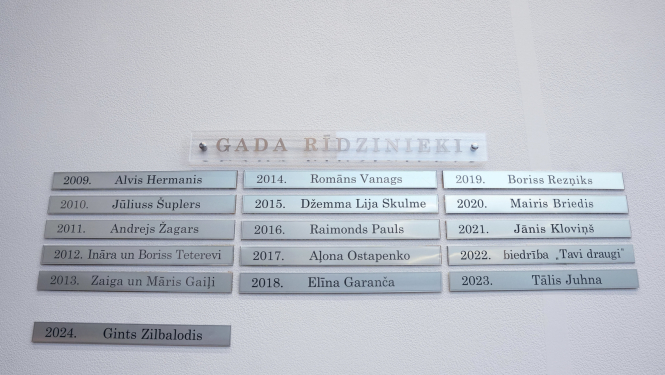 GADA RĪDZINIEKI
2009. Alvis Hermanis
2010. Jūliuss Šuplers
2011. Andrejs Žagars
2012. Ināra un Boriss Teterevi
2013. Zaiga un Māris Gaiļi
2014. Romāns Vanags
2015. Džemma Lija Skulme
2016. Raimonds Pauls
2017. Aļona Ostapenko
2018. Elīna Garanča
2019. Boriss Rezņiks
2020. Mairis Briedis
2021. Jānis Kloviņš
2022. biedrība „Tavi draugi"
2023. Tālis Juhna
2024. Gints Zilbalodis